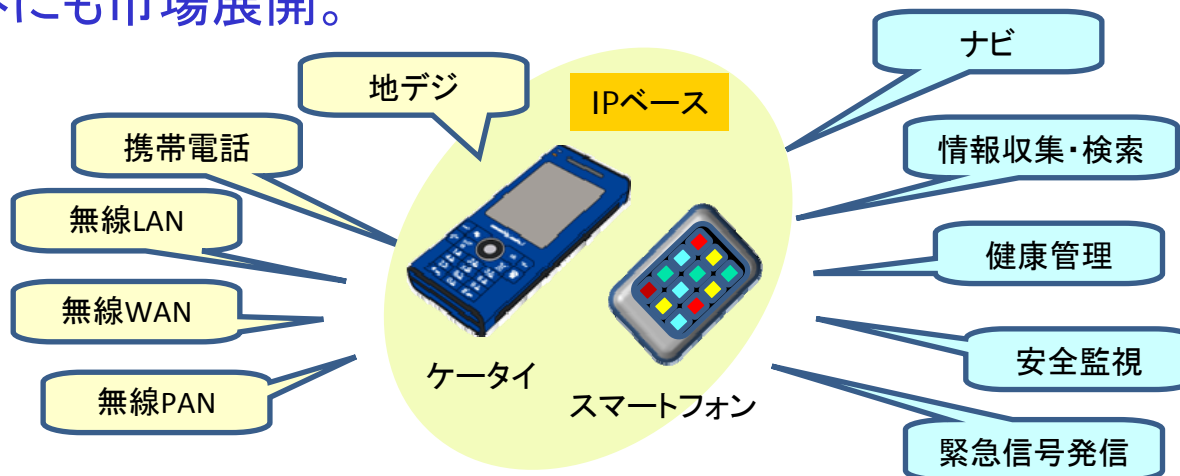 にも市場展開。
ナビ
地デジ
IPベース
携帯電話
情報収集・検索
無線LAN
健康管理
無線WAN
安全監視
ケータイ
無線PAN
スマートフォン
緊急信号発信